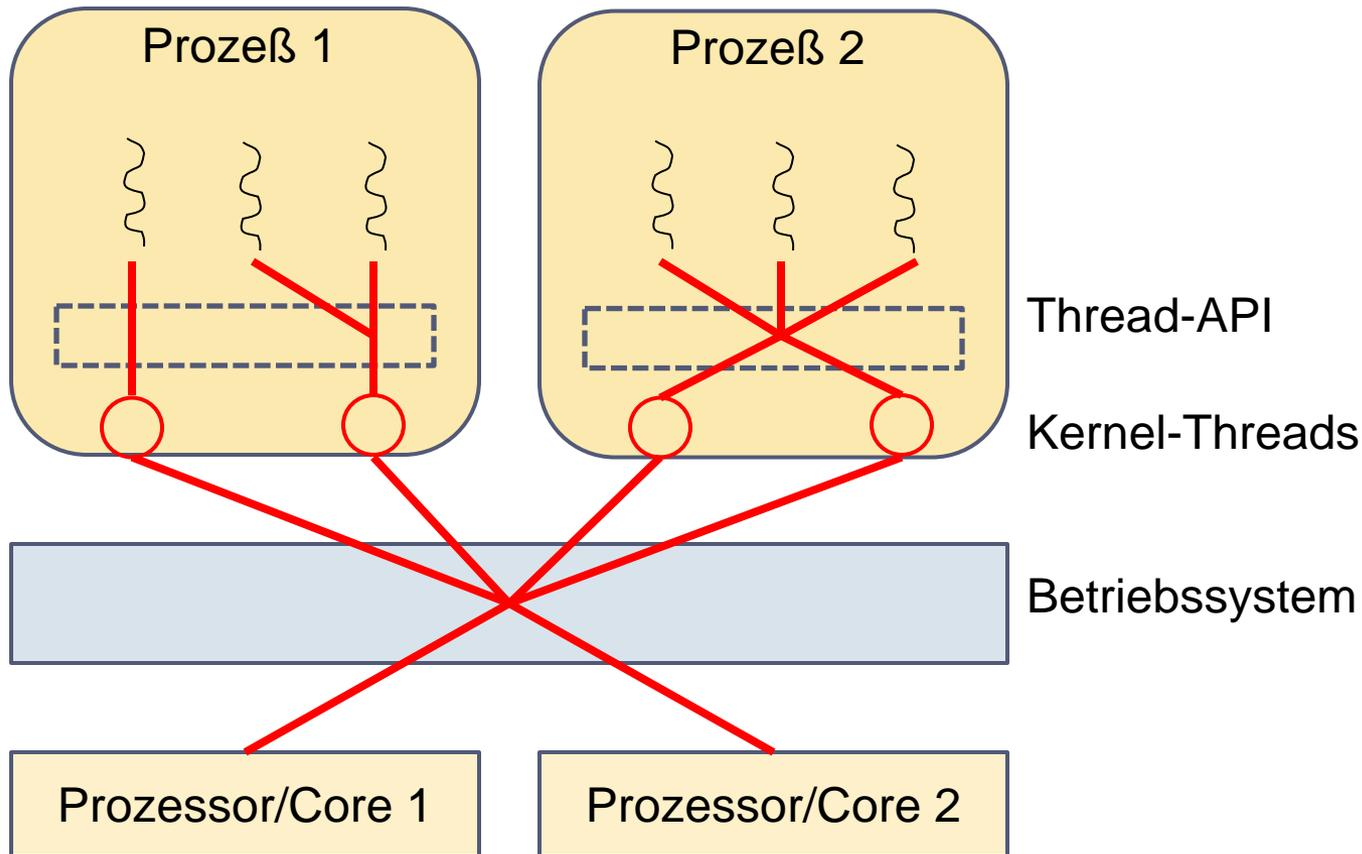 Prozeß 1
Prozeß 2
Thread-API
Kernel-Threads
Betriebssystem
Prozessor/Core 1
Prozessor/Core 2